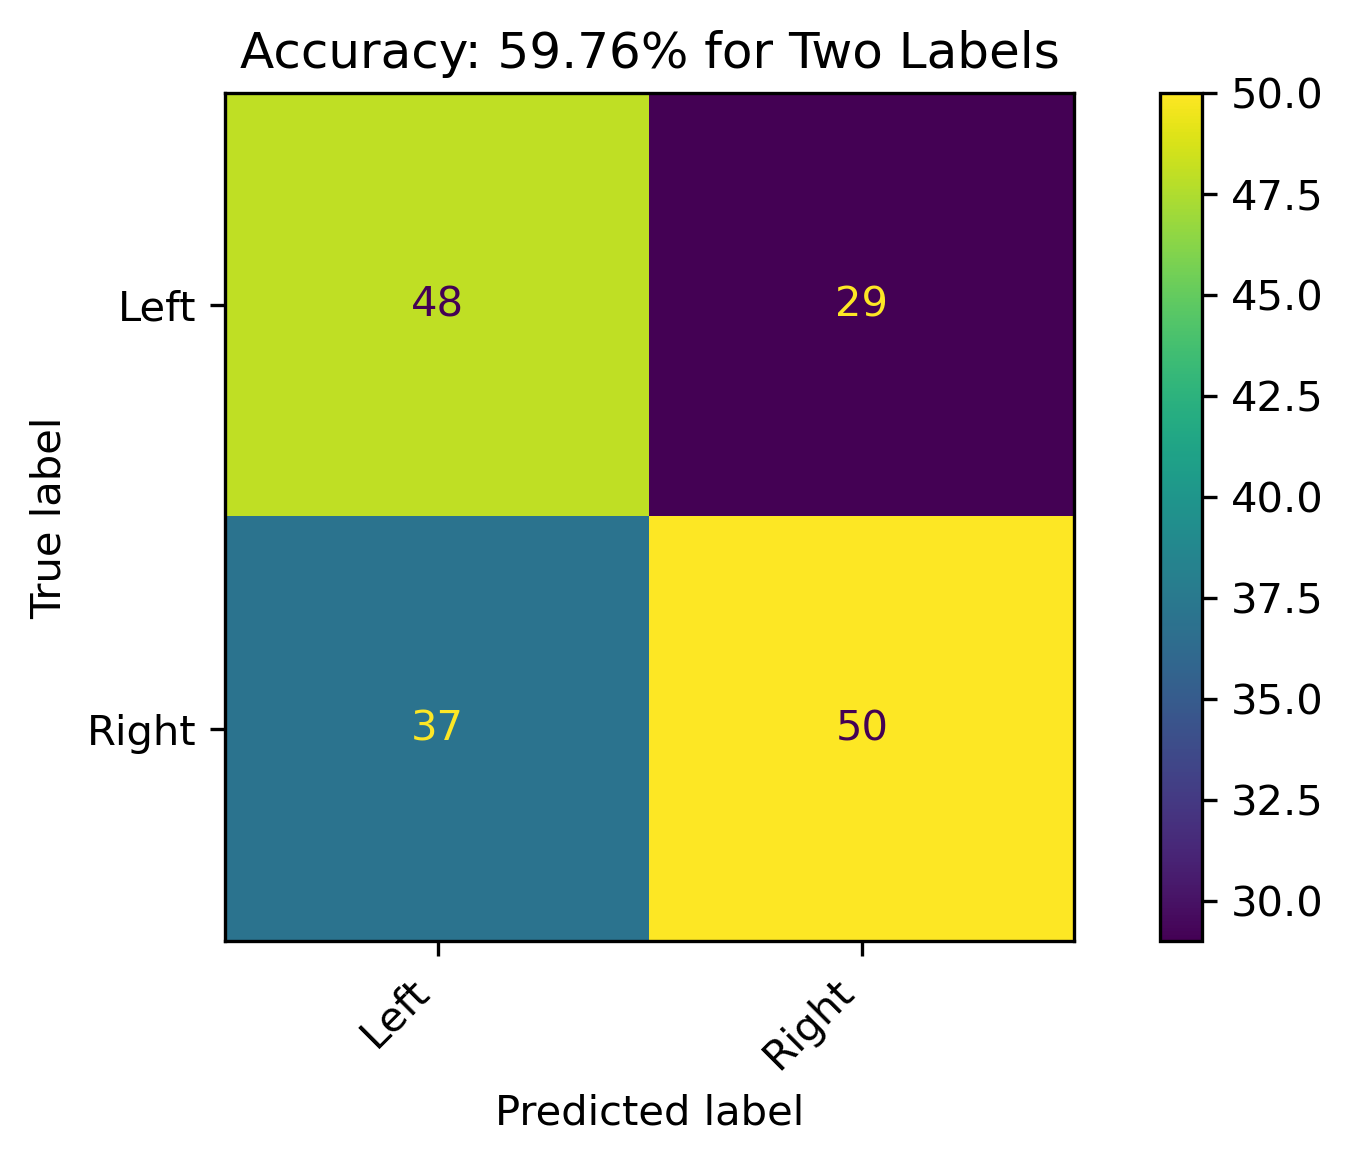 Accuracy: 59.76% for Two Labels
50.0
47.5
45.0
42.5
40.0
37.5
35.0
32.5
30.0
True label
Left
48
29
Right
37
50
Left
Right
Predicted label